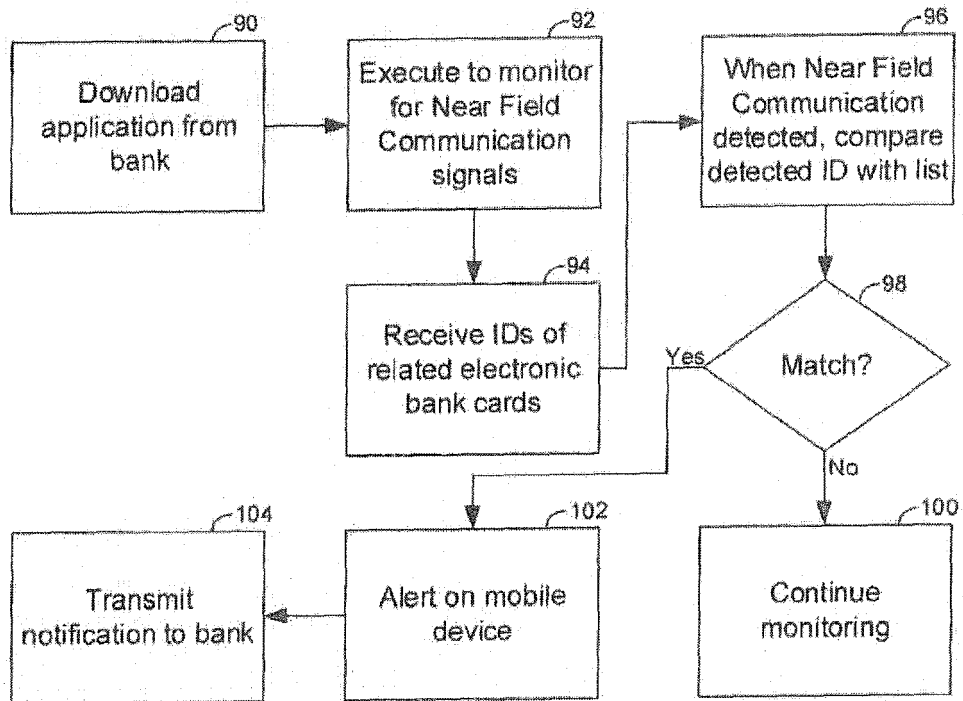 90
Download
application from
bank
92
Execute to monitor
for Near Field
Communication
signals
94
Receive IDs of
related electronic
bank cards
96
When Near Field
Communication
detected, compare
detected ID with list
98
Match?
Yes
No
100
Continue
monitoring
102
Alert on mobile
device
104
Transmit
notification to bank